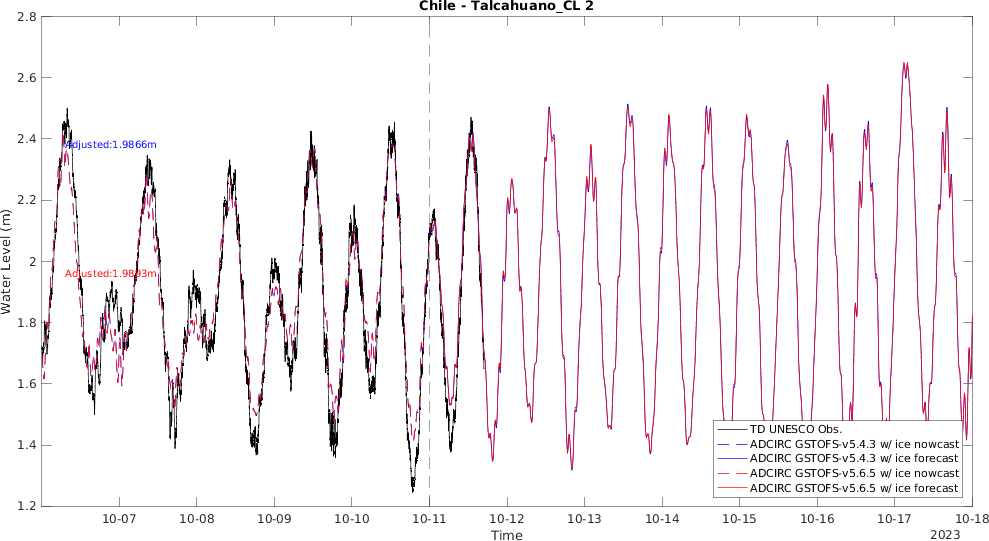 Chile - Talcahuano_CL 2
2.8
2.6
2.4
2.2
2
1.8
1.6
1.4
1.2
Water Level (m)
Adjusted:1.9866m
Adjusted:1.9893m
TD UNESCO Obs.
ADCIRC GSTOFS-v5.4.3 w/ ice nowcast
ADCIRC GSTOFS-v5.4.3 w/ ice forecast
ADCIRC GSTOFS-v5.6.5 w/ ice nowcast
ADCIRC GSTOFS-v5.6.5 w/ ice forecast
10-07 10-08 10-09 10-10 10-11 10-12 10-13 10-14 10-15 10-16 10-17 10-18
Time
2023